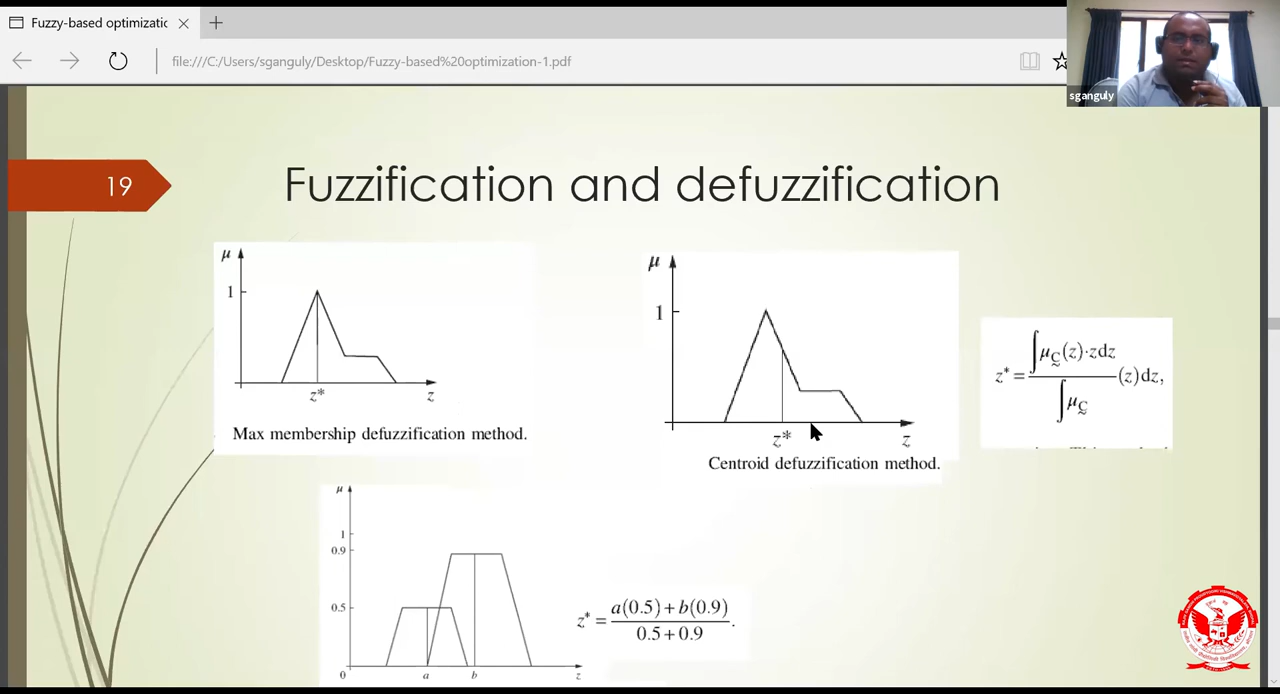 Fuzzy-based optimizatic
file:///C:/Users/sganguly/Desktop/Fuzzy-based%20optimization-1.pdf
sganguly
19
Fuzzification and defuzzification
μ
1
z*
z
Max membership defuzzification method.
μ
1
z*
z
Centroid defuzzification method.
z* = ∫μC̰(z)·zdz / ∫μC̰ (z)dz,
μ
1
0.9
0.5
0
a
b
z
z* = a(0.5)+b(0.9) / 0.5+0.9 .